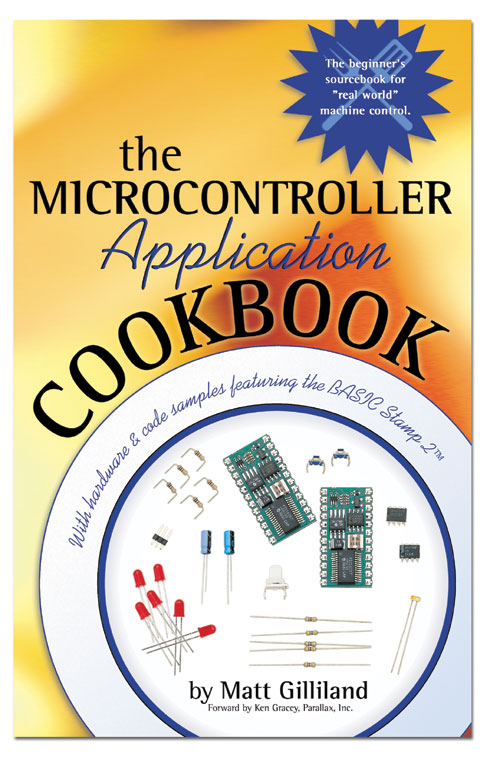 The beginner's
sourcebook for
"real world"
machine control.
the
MICROCONTROLLER
Application
COOKBOOK
With hardware & code samples featuring the BASIC Stamp 2™
by Matt Gilliland
Forward by Ken Gracey, Parallax, Inc.